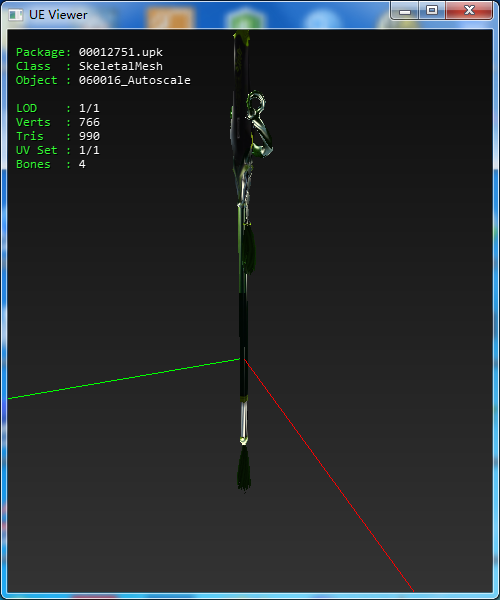 UE Viewer
Package: 00012751.upk
Class : SkeletalMesh
Object : 060016_Autoscale
LOD : 1/1
Verts : 766
Tris : 990
UV Set : 1/1
Bones : 4